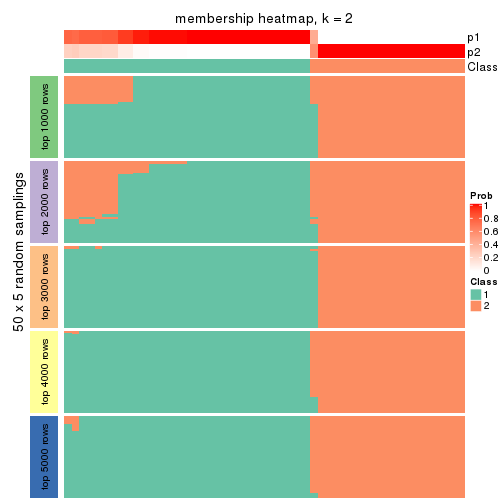 membership heatmap, k = 2
p1
p2
Class
50 x 5 random samplings
top 1000 rows
top 2000 rows
top 3000 rows
top 4000 rows
top 5000 rows
Prob
1
0.8
0.6
0.4
0.2
0
Class
1
2